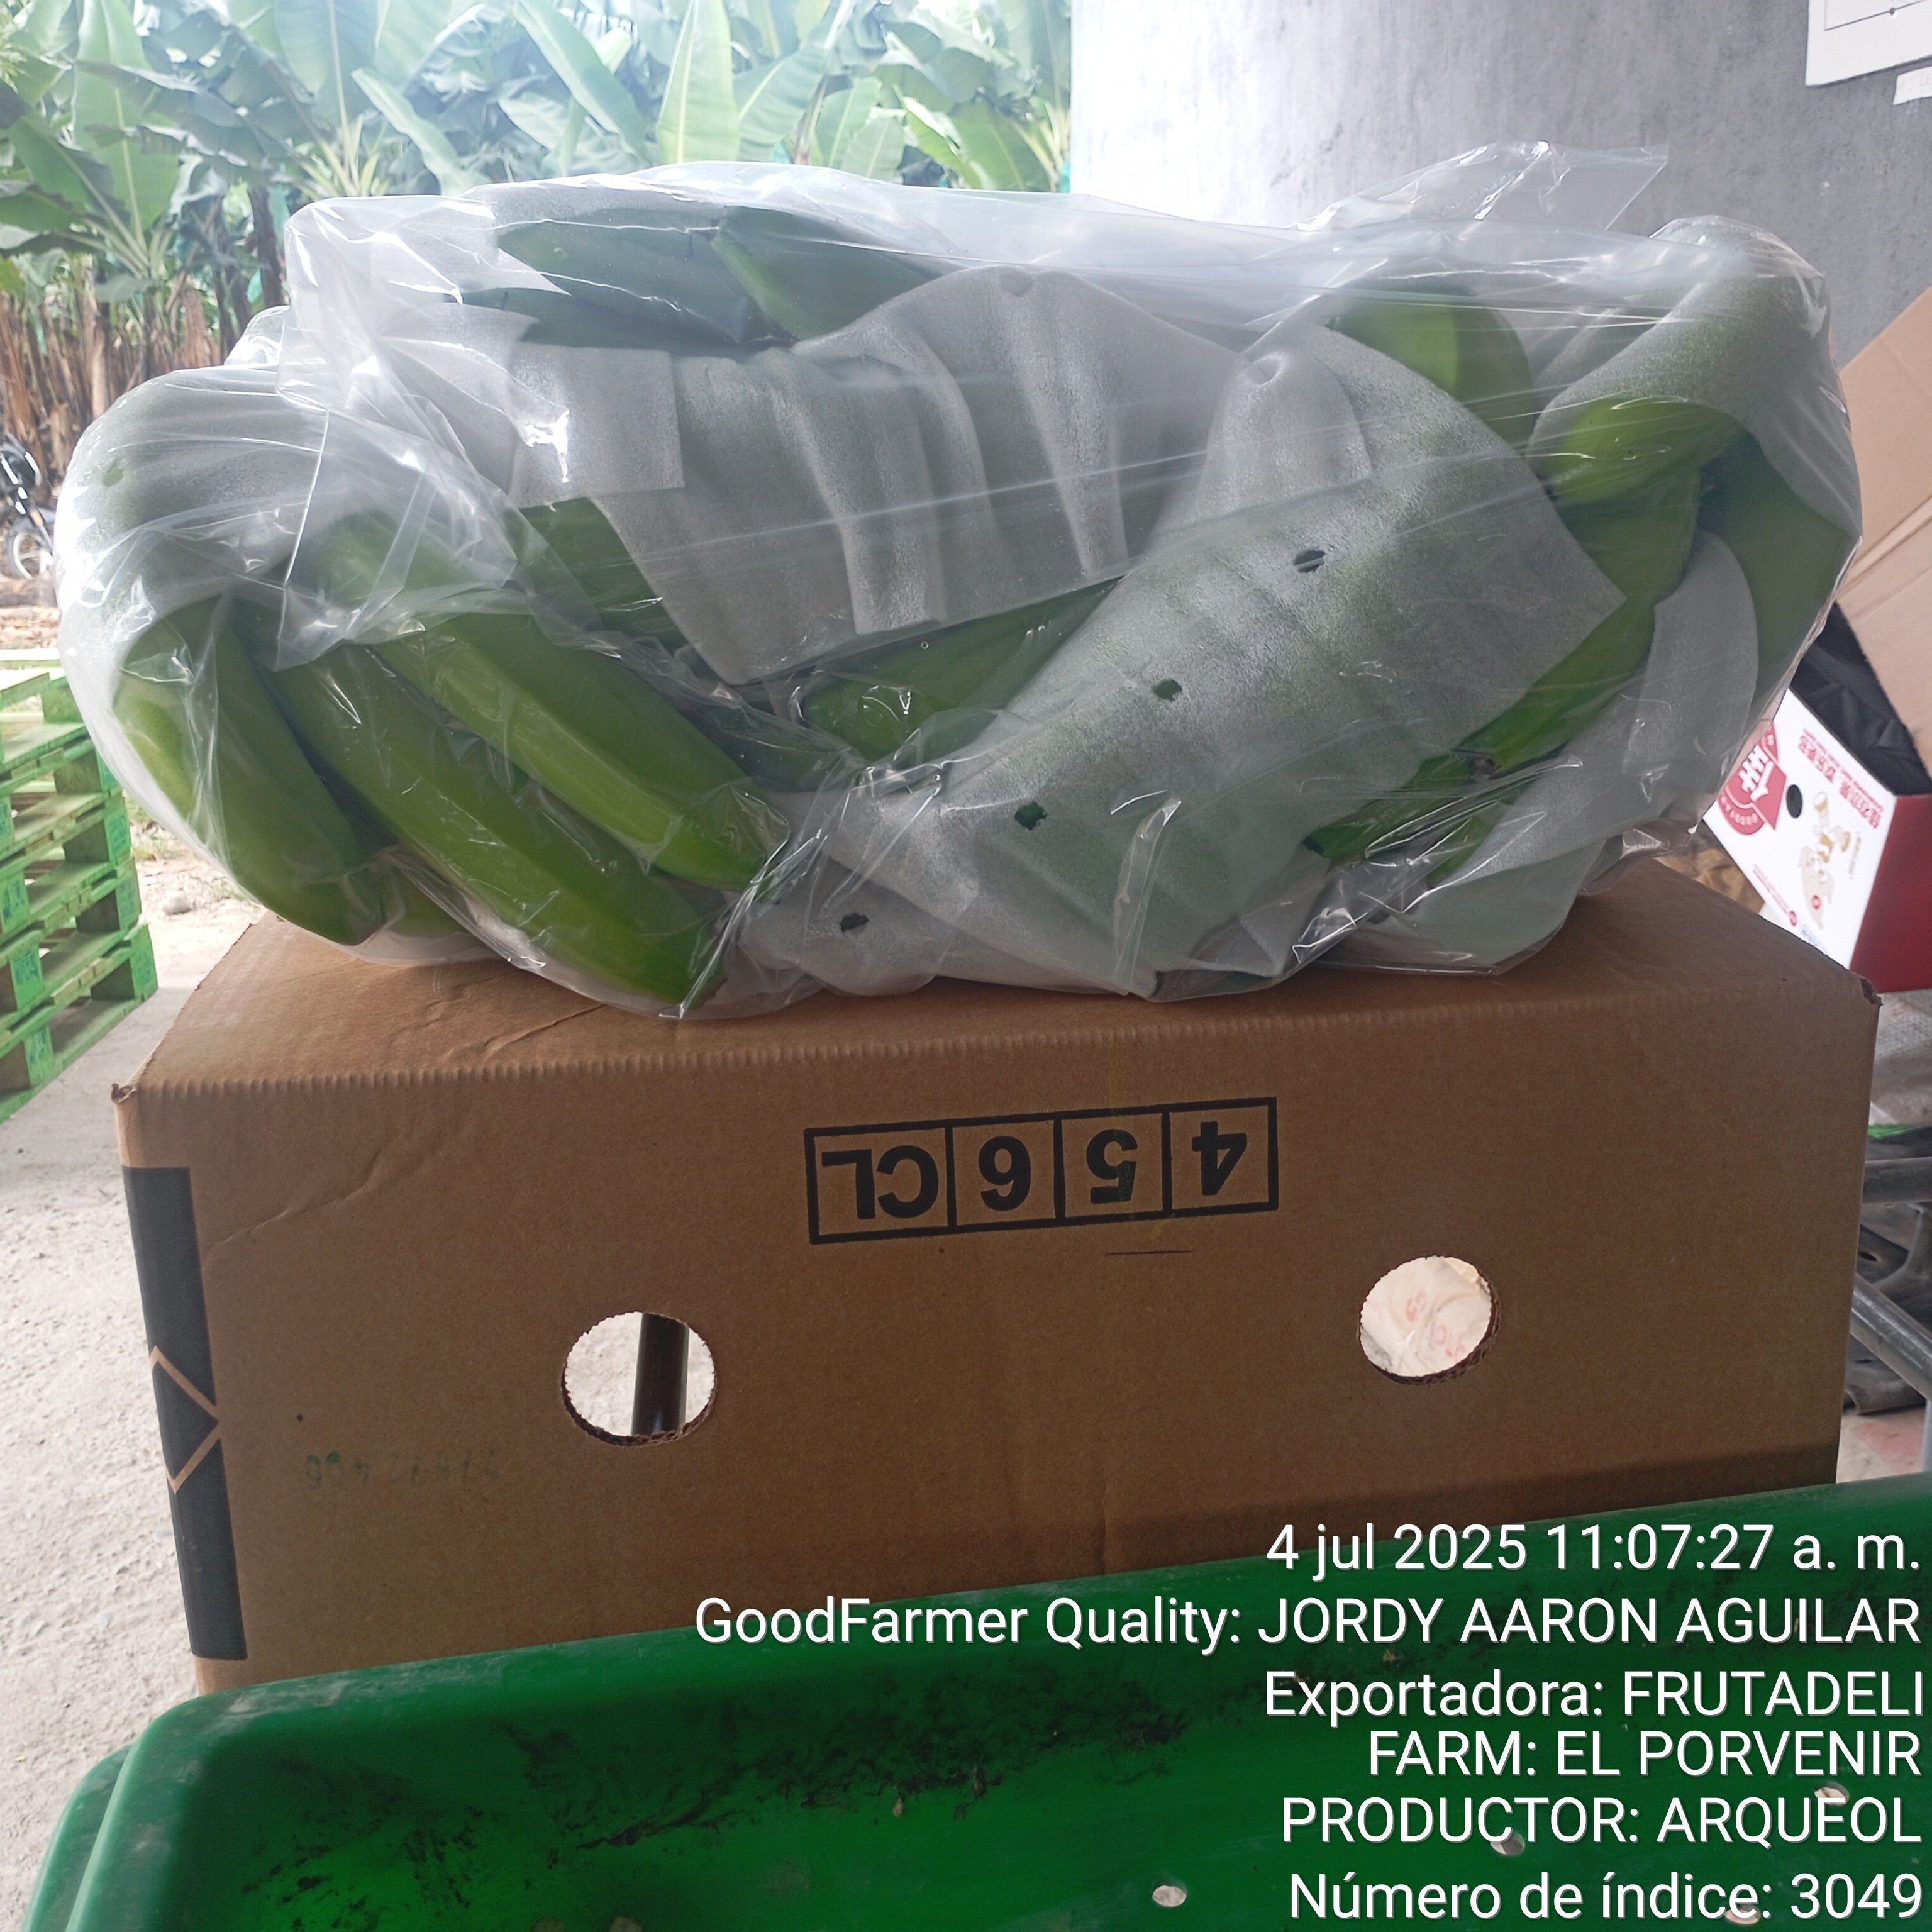 4 5 6 CL
4 jul 2025 11:07:27 a. m.
GoodFarmer Quality: JORDY AARON AGUILAR
Exportadora: FRUTADELI
FARM: EL PORVENIR
PRODUCTOR: ARQUEOL
Número de índice: 3049